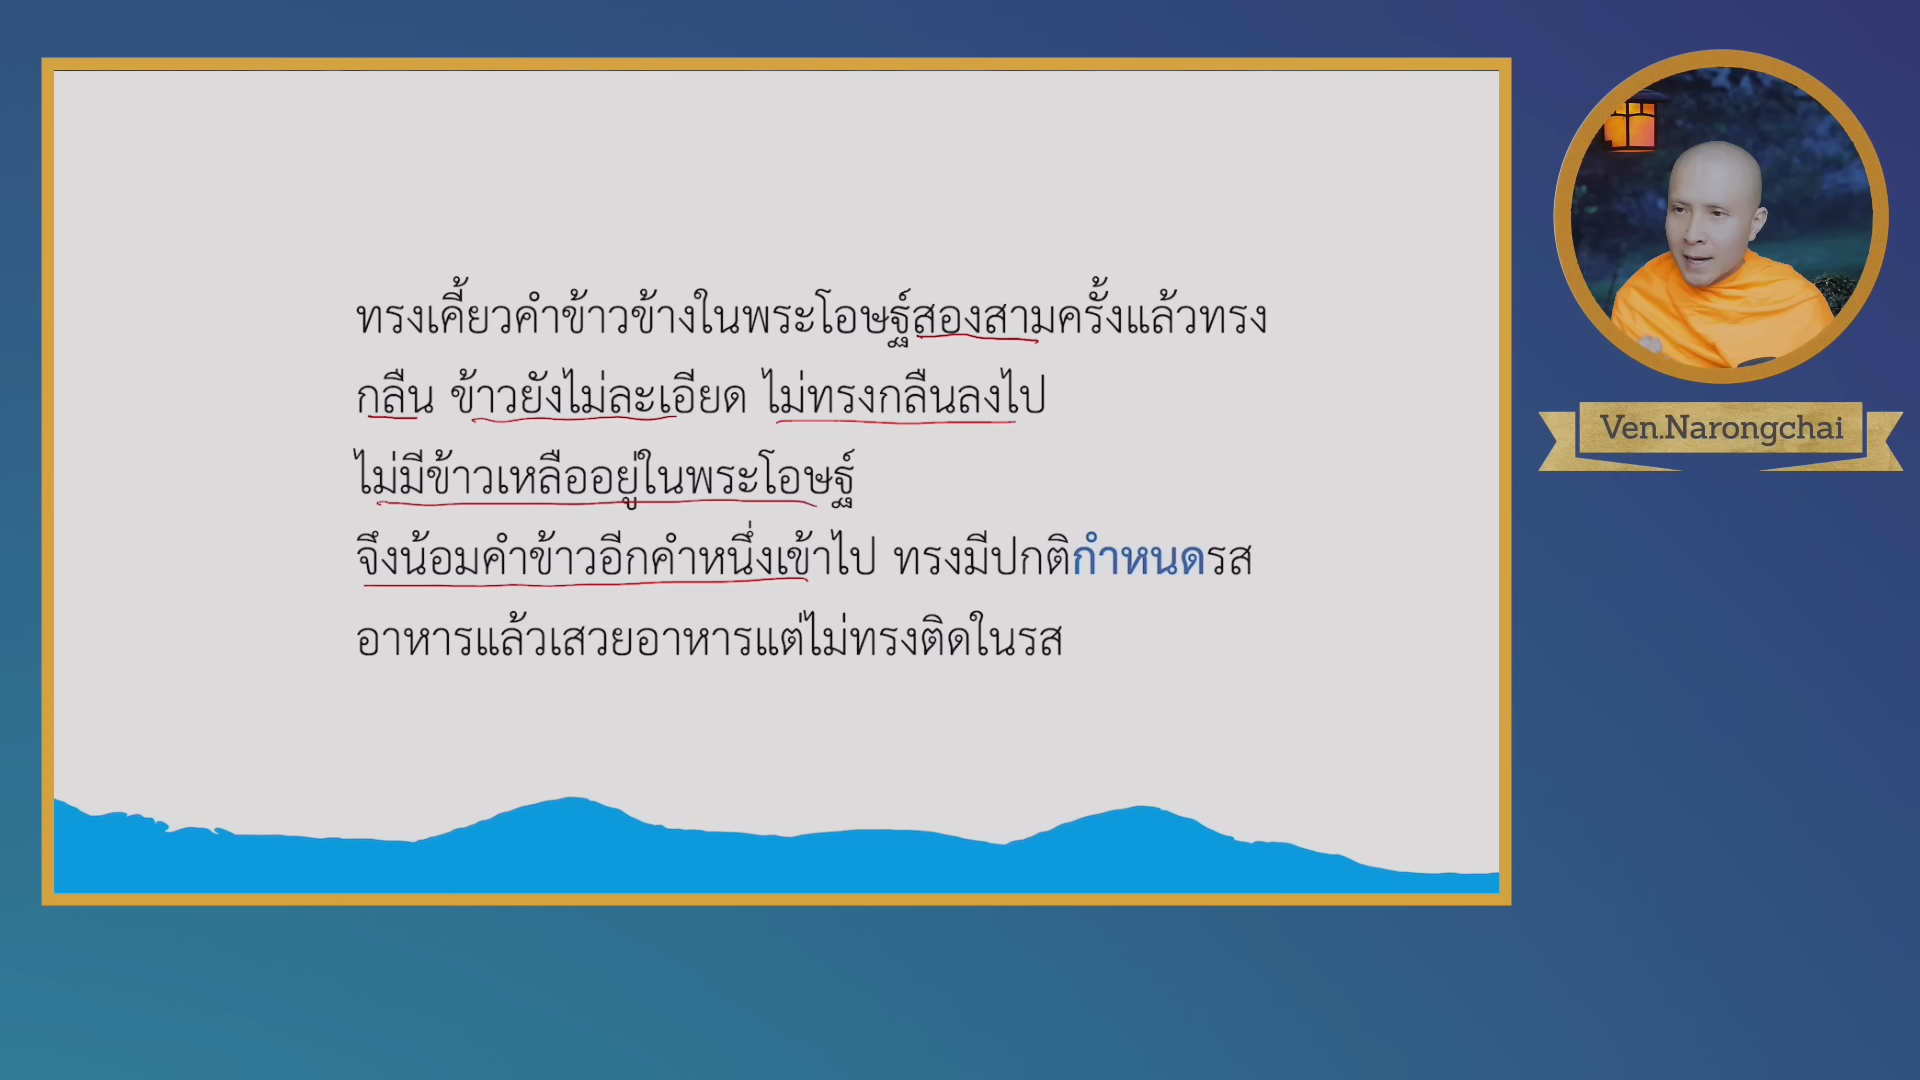 ทรงเคี้ยวคำข้าวข้างในพระโอษฐ์สองสามครั้งแล้วทรง
กลืน ข้าวยังไม่ละเอียด ไม่ทรงกลืนลงไป
ไม่มีข้าวเหลืออยู่ในพระโอษฐ์
จึงน้อมคำข้าวอีกคำหนึ่งเข้าไป ทรงมีปกติกำหนดรส
อาหารแล้วเสวยอาหารแต่ไม่ทรงติดในรส
Ven.Narongchai